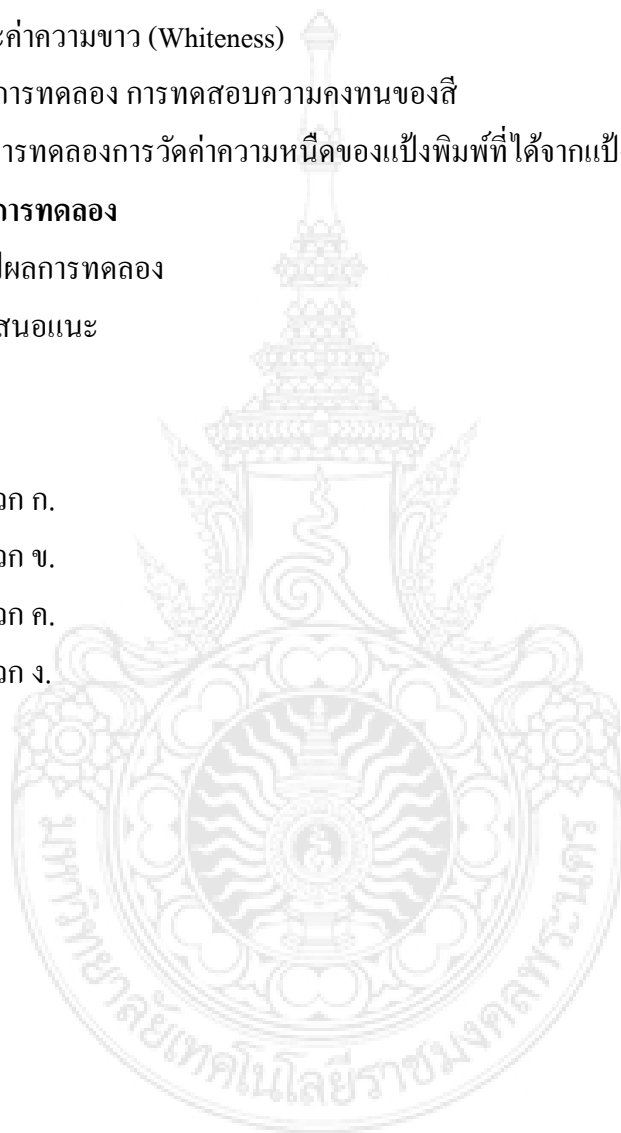 ะค่าความขาว (Whiteness)
การทดลอง การทดสอบความคงทนของสี
ารทดลองการวัดค่าความหนืดของแป้งพิมพ์ที่ได้จากแป้
การทดลอง
ผลการทดลอง
สนอแนะ
วก ก.
วก ข.
วก ค.
วก ง.
มหาวิทยาลัยเทคโนโลยีราชมงคลพระนคร